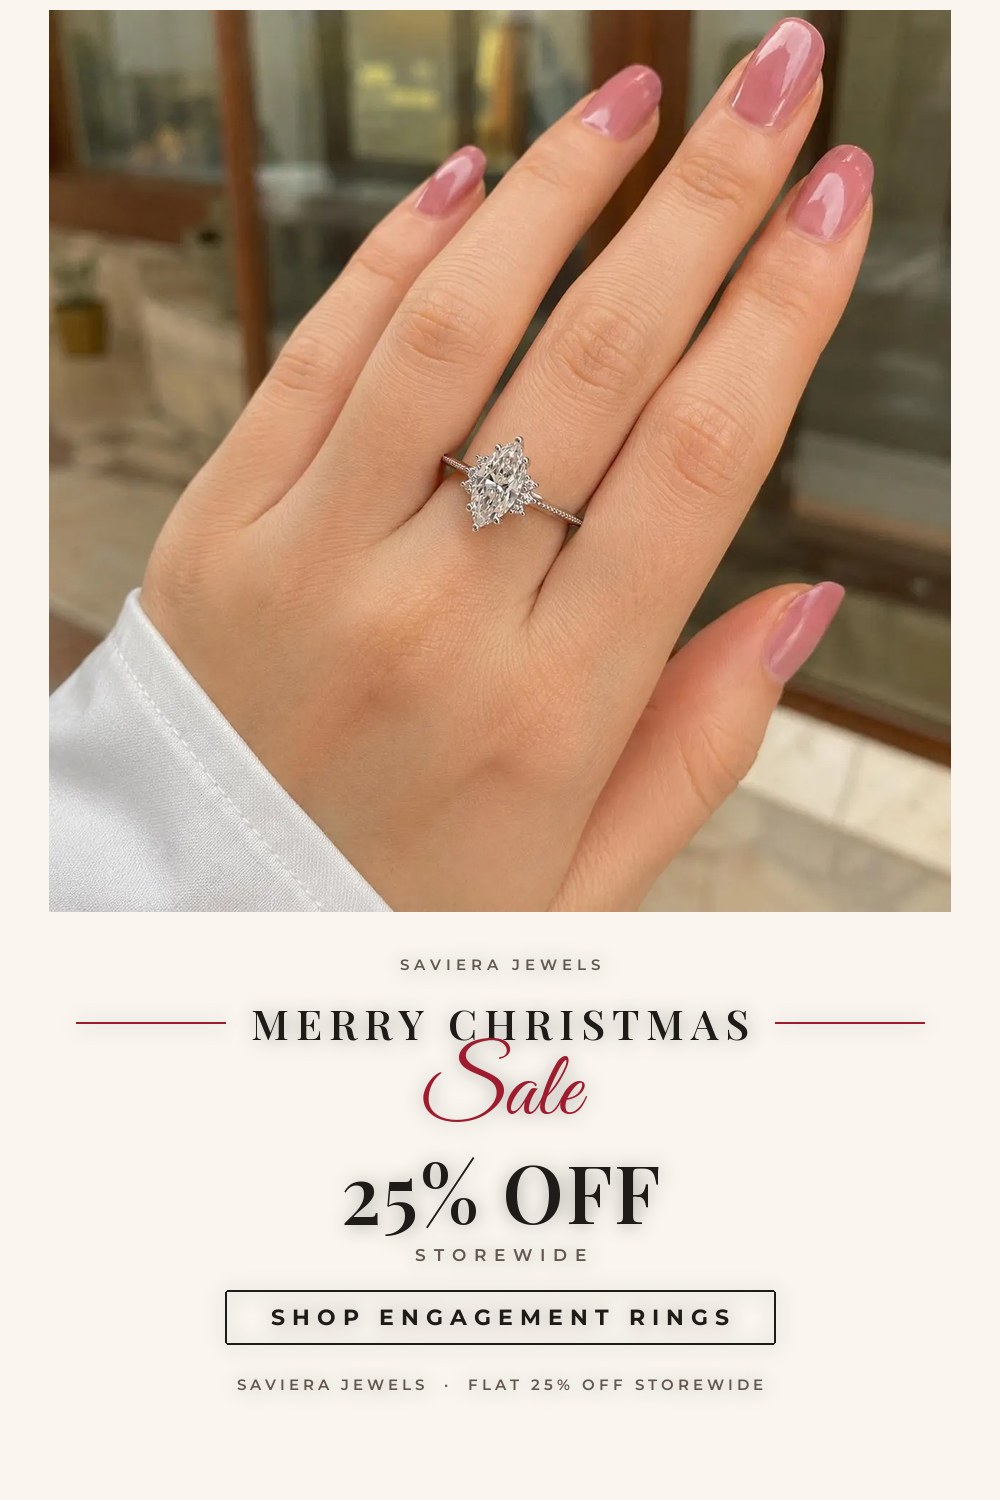 SAVIERA JEWELS
MERRY CHRISTMAS
Sale
25% OFF
STOREWIDE
SHOP ENGAGEMENT RINGS
SAVIERA JEWELS · FLAT 25% OFF STOREWIDE